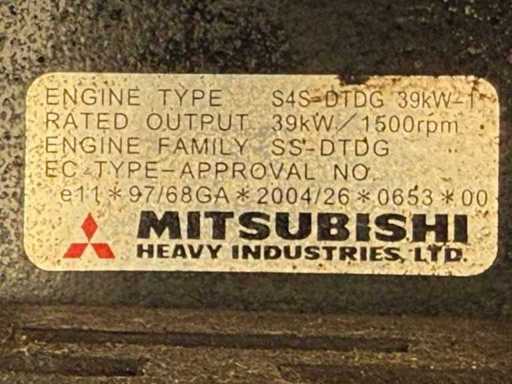 ENGINE TYPE S4S-DTDG 39kW-1
RATED OUTPUT 39kW/1500rpm
ENGINE FAMILY SS-DTDG
EC-TYPE-APPROVAL NO.
e11*97/68GA*2004/26*0653*00
MITSUBISHI
HEAVY INDUSTRIES, LTD.